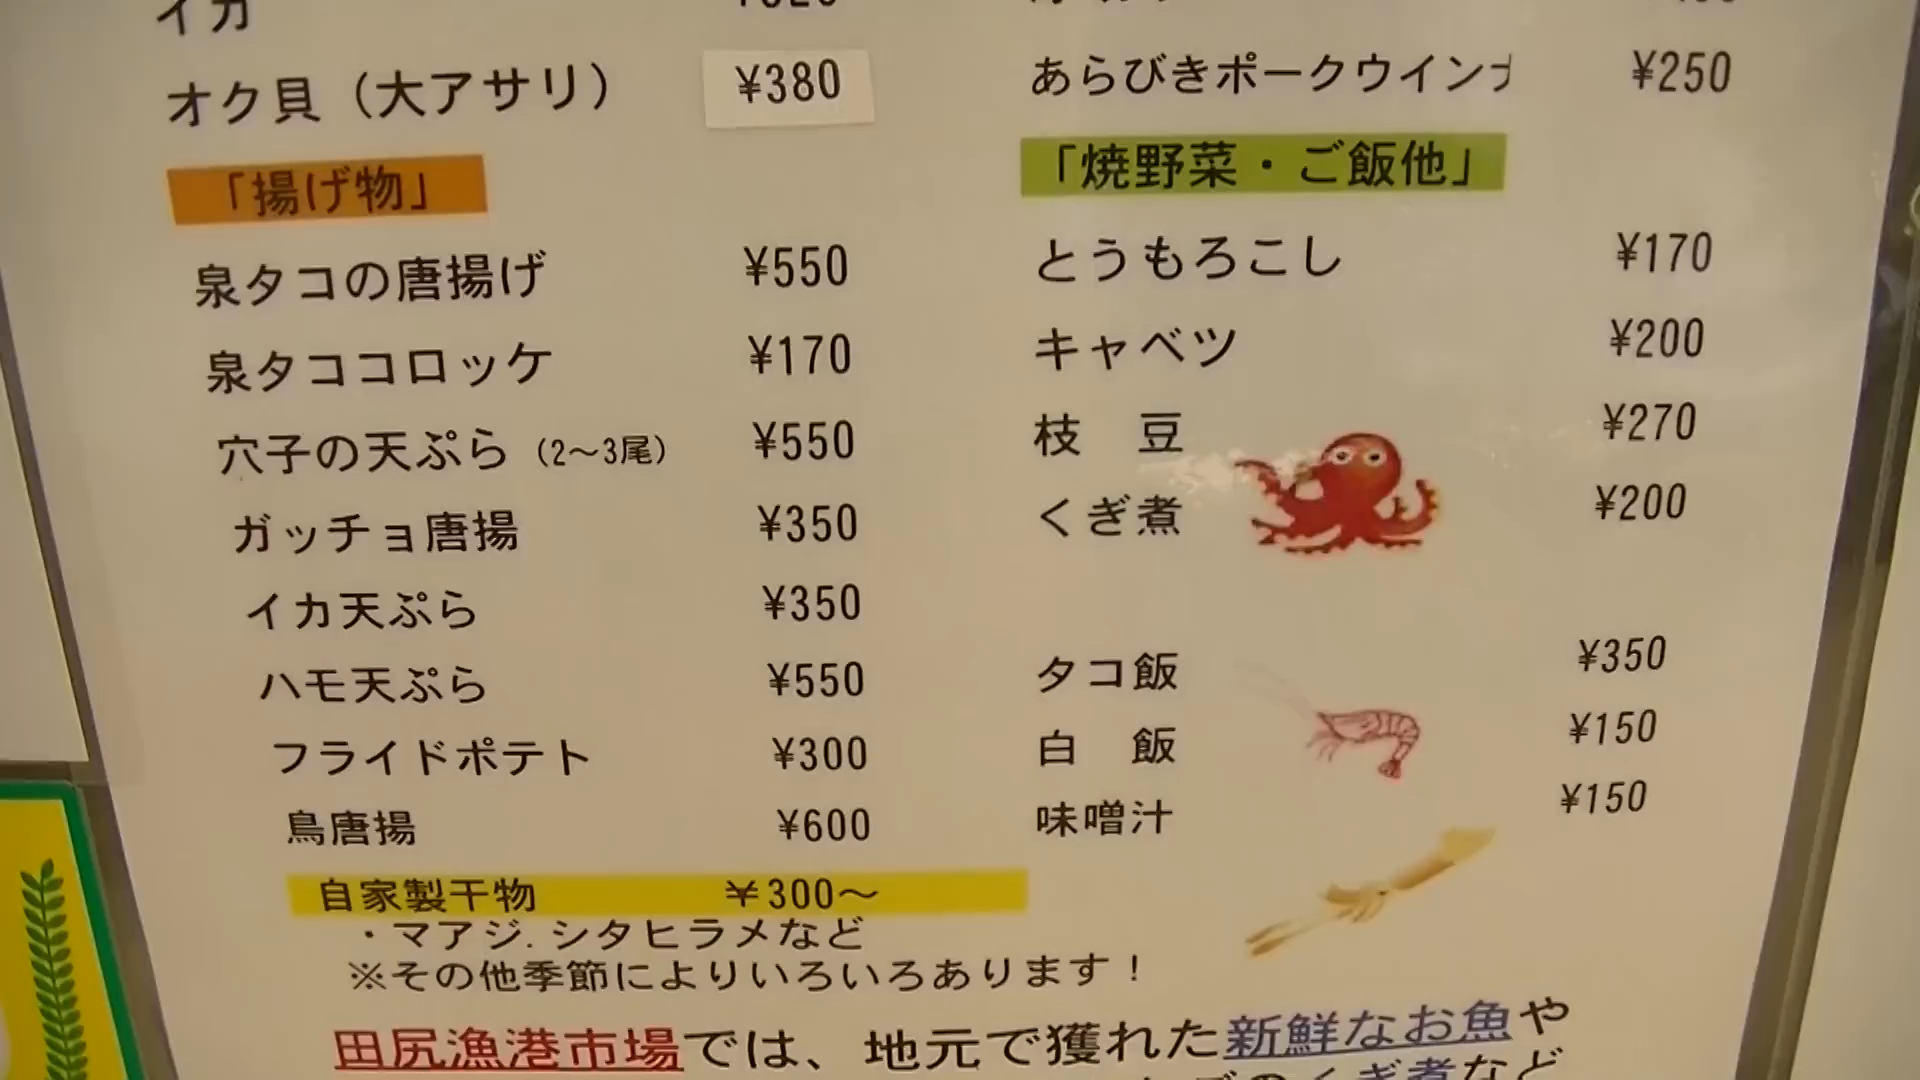 イカ
オク貝（大アサリ） ¥380
「揚げ物」
泉タコの唐揚げ ¥550
泉タココロッケ ¥170
穴子の天ぷら（2～3尾） ¥550
ガッチョ唐揚 ¥350
イカ天ぷら ¥350
ハモ天ぷら ¥550
フライドポテト ¥300
鳥唐揚 ¥600
自家製干物 ¥300～
・マアジ.シタヒラメなど
※その他季節によりいろいろあります！
あらびきポークウインナ ¥250
「焼野菜・ご飯他」
とうもろこし ¥170
キャベツ ¥200
枝 豆 ¥270
くぎ煮 ¥200
タコ飯 ¥350
白 飯 ¥150
味噌汁 ¥150
田尻漁港市場では、地元で獲れた新鮮なお魚や
のくぎ煮など